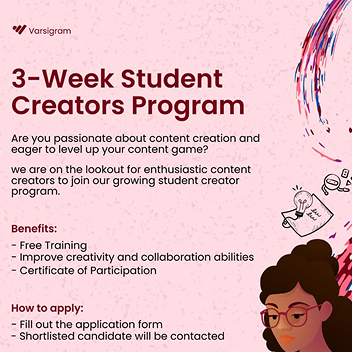 Varsigram
3-Week Student
Creators Program
Are you passionate about content creation and
eager to level up your content game?
we are on the lookout for enthusiastic content
creators to join our growing student creator
program.
Benefits:
- Free Training
- Improve creativity and collaboration abilities
- Certificate of Participation
How to apply:
- Fill out the application form
- Shortlisted candidate will be contacted